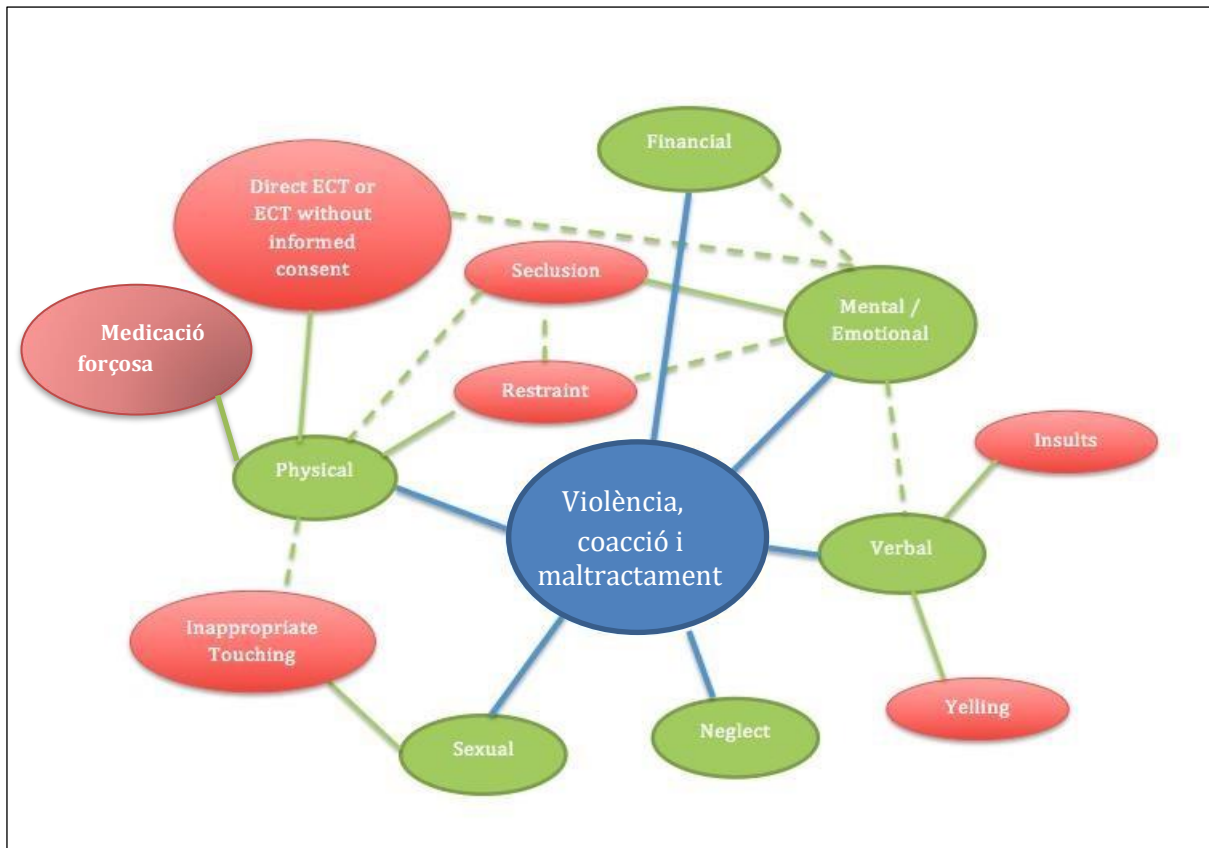 Financial
Direct ECT or
ECT without
informed
consent
Seclusion
Mental /
Emotional
Medicació
forçosa
Restraint
Insults
Physical
Violència,
coacció i
maltractament
Verbal
Inappropriate
Touching
Yelling
Neglect
Sexual